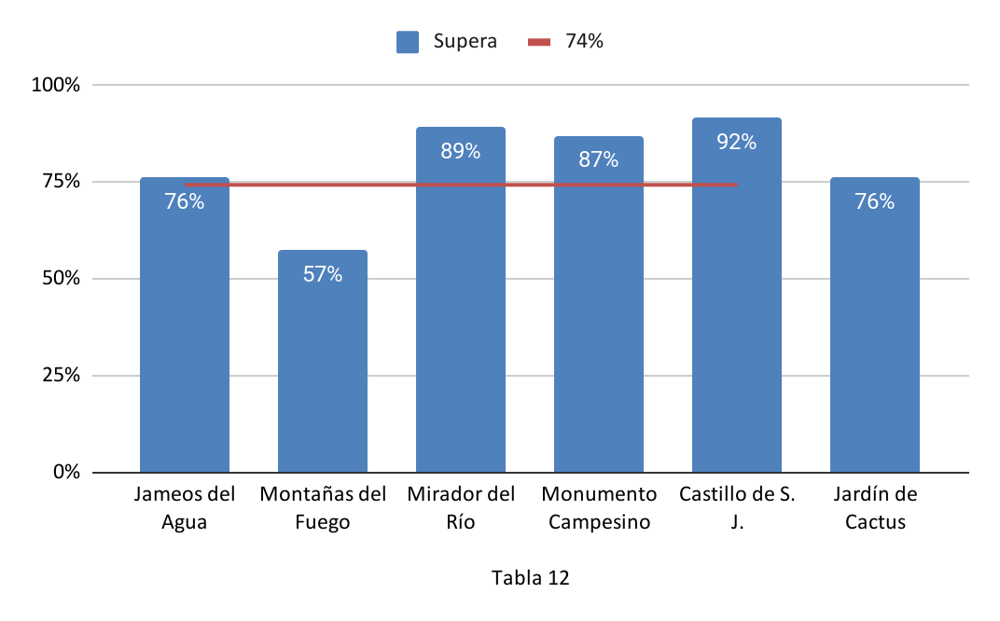 Supera 74%
100%
75%
50%
25%
0%
76%
57%
89%
87%
92%
76%
Jameos del
Agua
Montañas del
Fuego
Mirador del
Río
Monumento
Campesino
Castillo de S.
J.
Jardín de
Cactus
Tabla 12